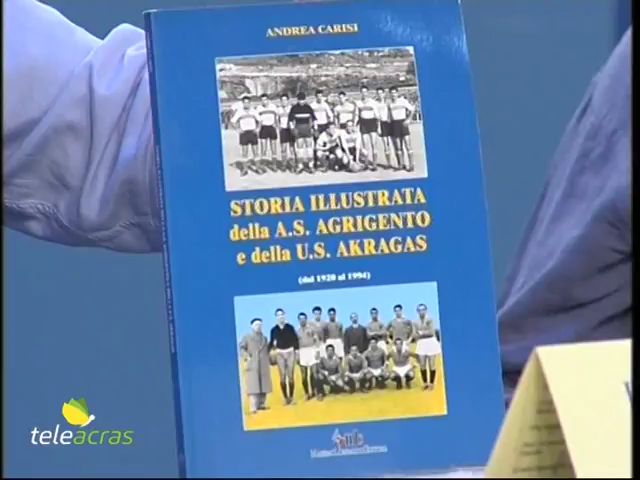 ANDREA CARISI
STORIA ILLUSTRATA
della A.S. AGRIGENTO
e della U.S. AKRAGAS
(dal 1920 al 1994)
teleacras